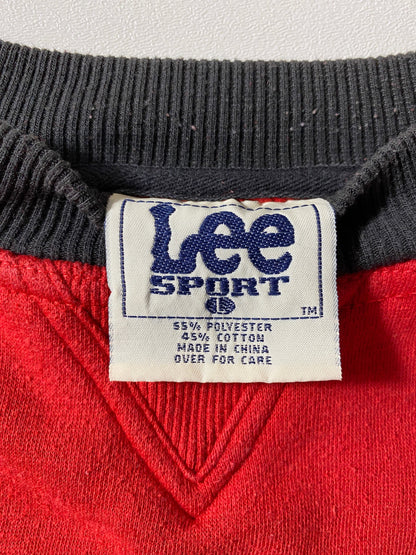 Lee
SPORT
L
TM
55% POLYESTER
45% COTTON
MADE IN CHINA
OVER FOR CARE